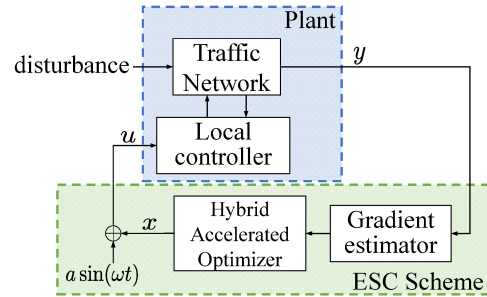 Plant
Traffic
Network
disturbance
y
Local
controller
u
Hybrid
Accelerated
Optimizer
Gradient
estimator
x
a sin(ωt)
ESC Scheme